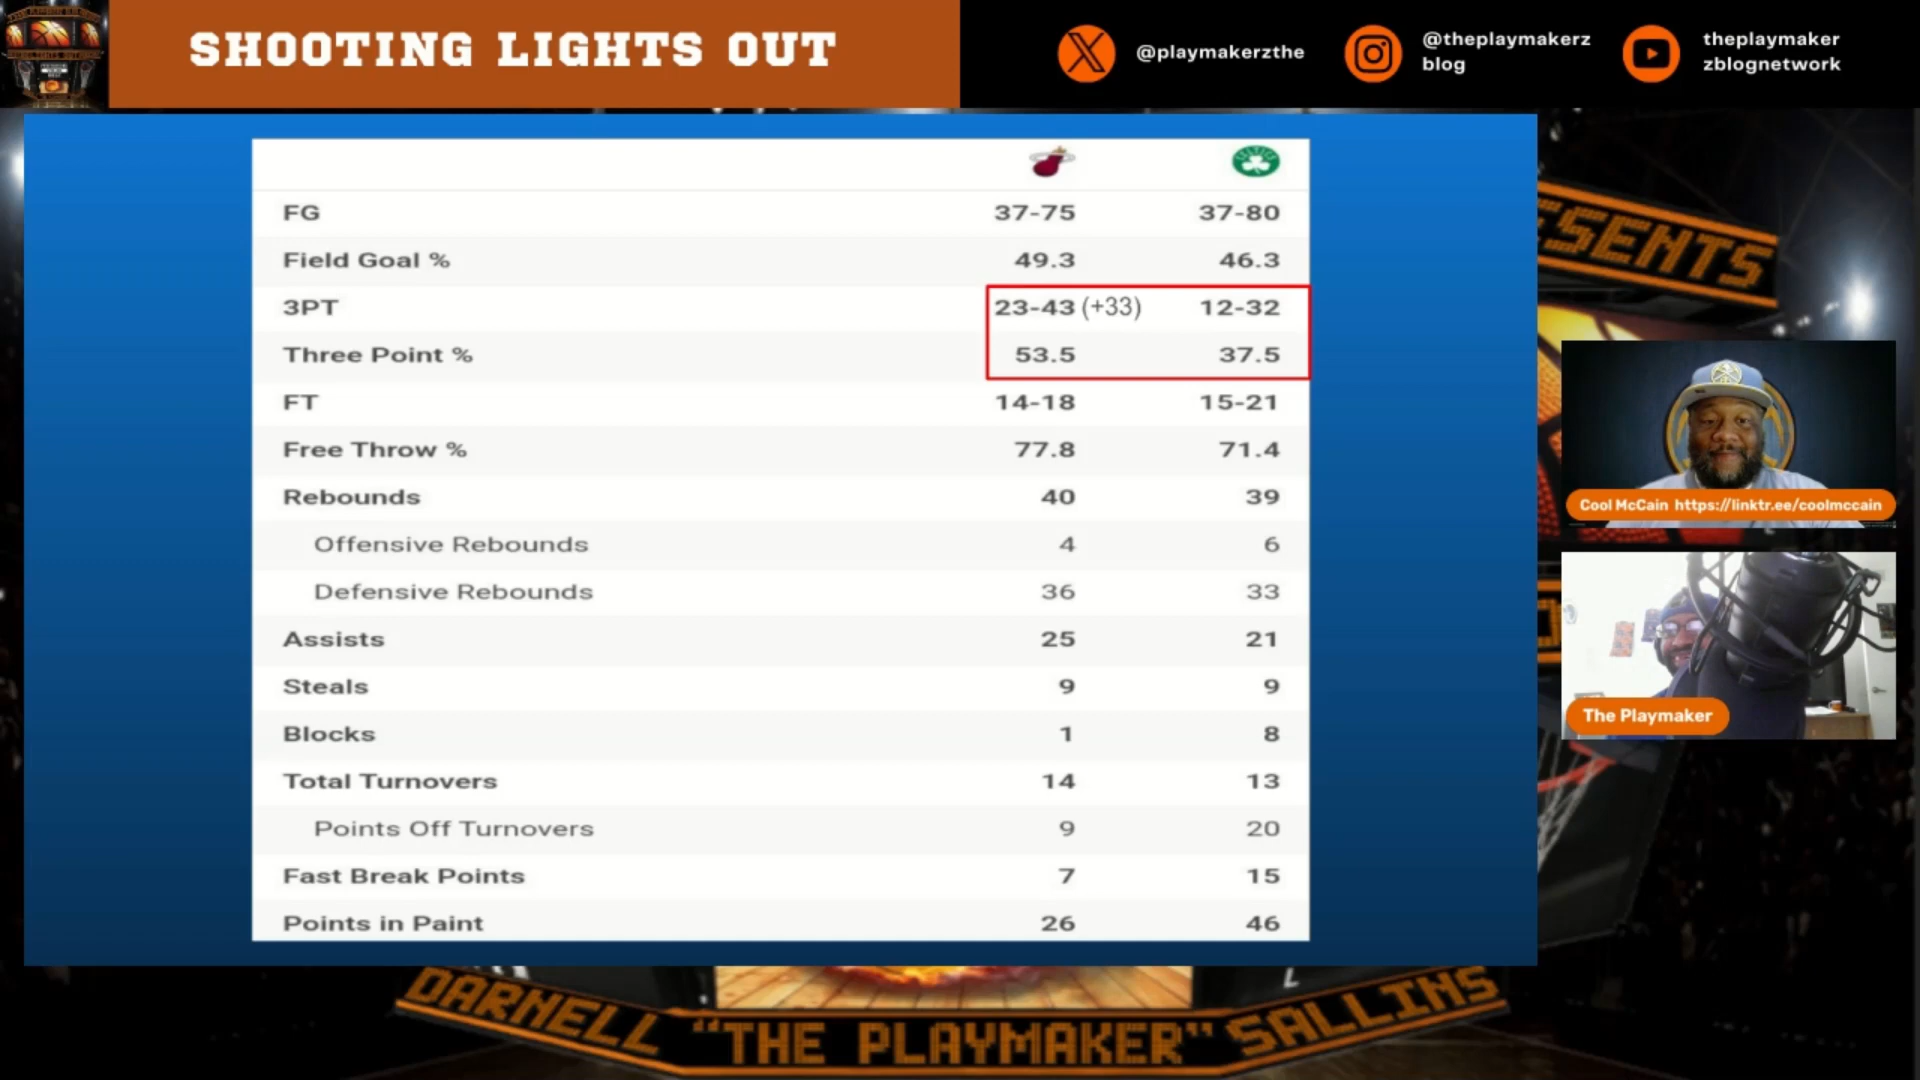 SHOOTING LIGHTS OUT
@playmakerzthe
@theplaymakerz
blog
theplaymaker
zblognetwork
FG 37-75 37-80
Field Goal % 49.3 46.3
3PT 23-43 (+33) 12-32
Three Point % 53.5 37.5
FT 14-18 15-21
Free Throw % 77.8 71.4
Rebounds 40 39
Offensive Rebounds 4 6
Defensive Rebounds 36 33
Assists 25 21
Steals 9 9
Blocks 1 8
Total Turnovers 14 13
Points Off Turnovers 9 20
Fast Break Points 7 15
Points in Paint 26 46
Cool McCain https://linktr.ee/coolmccain
The Playmaker
DARNELL "THE PLAYMAKER" SALLINS